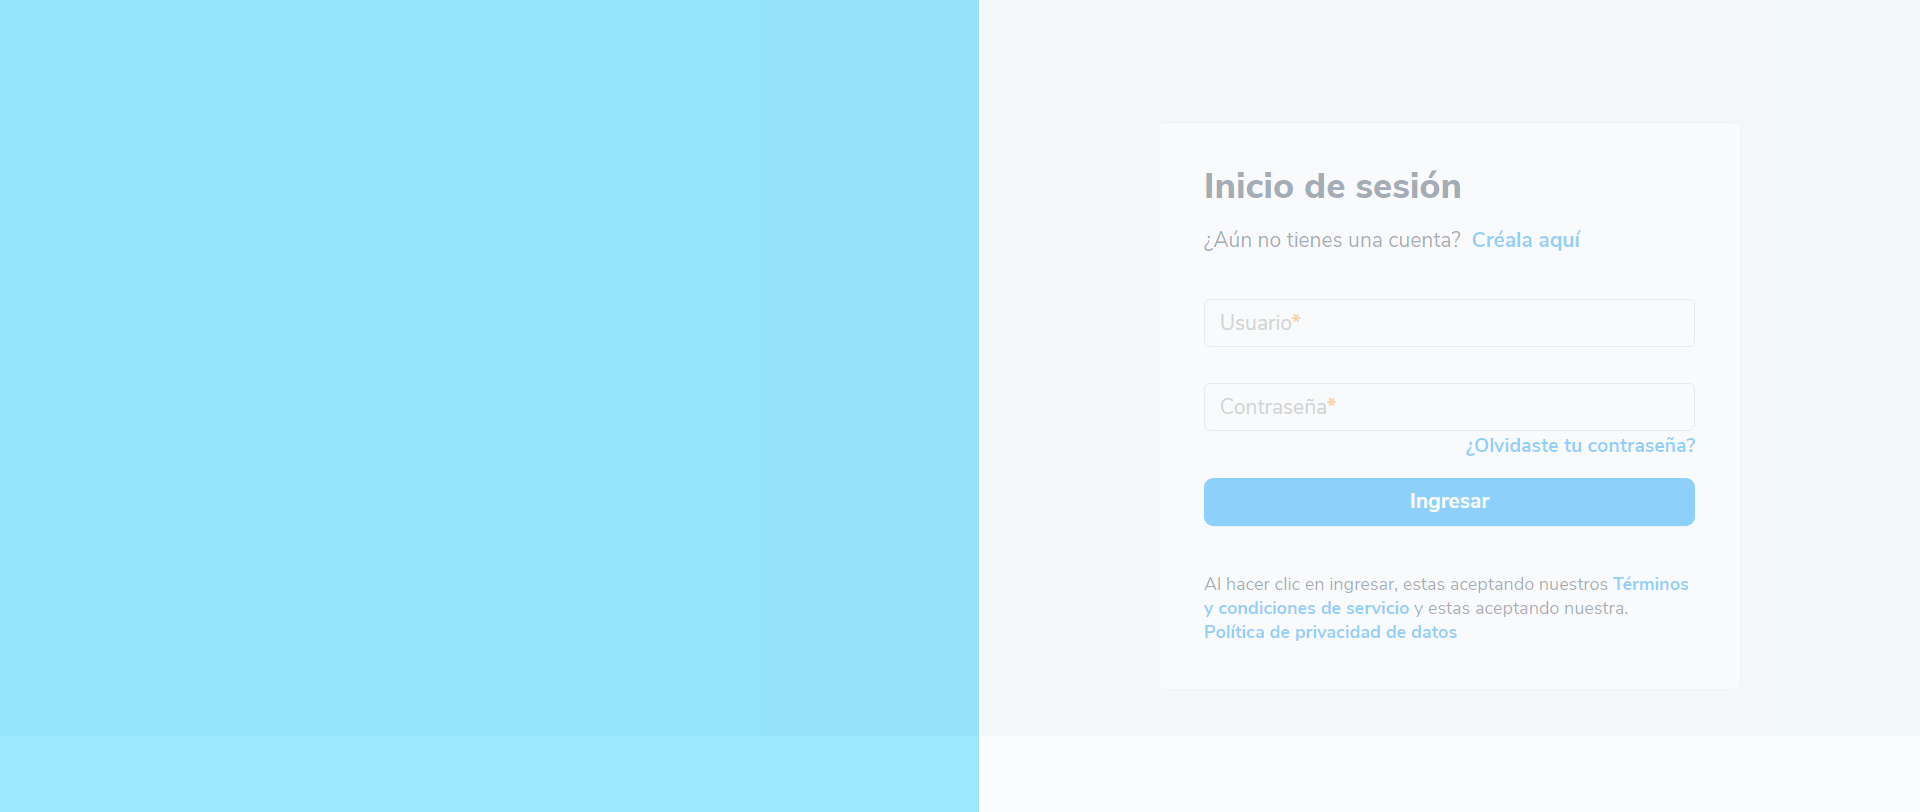 Inicio de sesión
¿Aún no tienes una cuenta? Créala aquí
Usuario*
Contraseña*
¿Olvidaste tu contraseña?
Ingresar
Al hacer clic en ingresar, estas aceptando nuestros Términos
y condiciones de servicio y estas aceptando nuestra.
Política de privacidad de datos